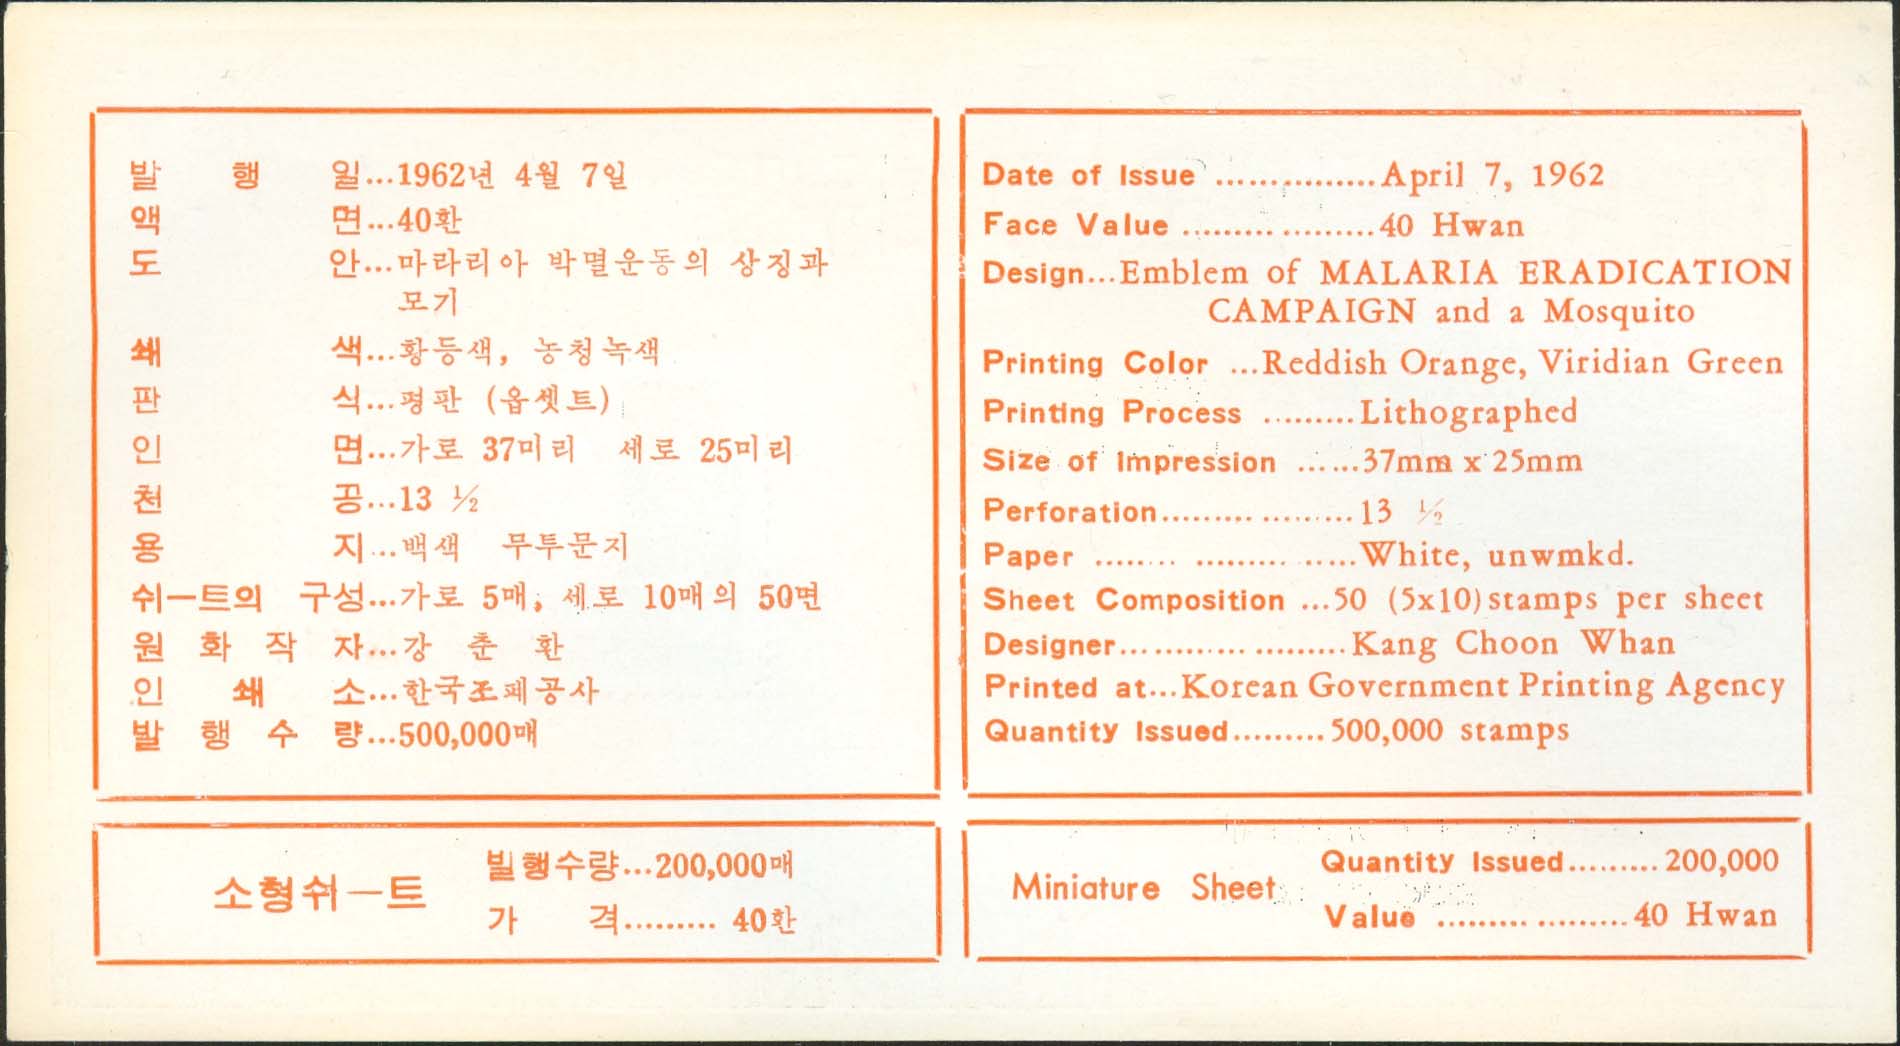 발 행 일...1962년 4월 7일
액 면...40환
도 안...마라리아 박멸운동의 상징과
모기
쇄 색...황등색, 농청녹색
판 식...평판 (옵셋트)
인 면...가로 37미리 세로 25미리
천 공...13 ½
용 지...백색 무투문지
쉬—트의 구성...가로 5매, 세로 10매의 50면
원 화 작 자...강 춘 환
인 쇄 소...한국조폐공사
발 행 수 량...500,000매
소형쉬—트
발행수량...200,000매
가 격......... 40환
Date of Issue ................April 7, 1962
Face Value ......... .........40 Hwan
Design...Emblem of MALARIA ERADICATION
CAMPAIGN and a Mosquito
Printing Color ...Reddish Orange, Viridian Green
Printing Process .........Lithographed
Size of Impression ......37mm x 25mm
Perforation......... .........13 ½
Paper ........ ......... ......White, unwmkd.
Sheet Composition ...50 (5x10) stamps per sheet
Designer............ .........Kang Choon Whan
Printed at...Korean Government Printing Agency
Quantity Issued.........500,000 stamps
Miniature Sheet
Quantity Issued.........200,000
Value ......... .........40 Hwan